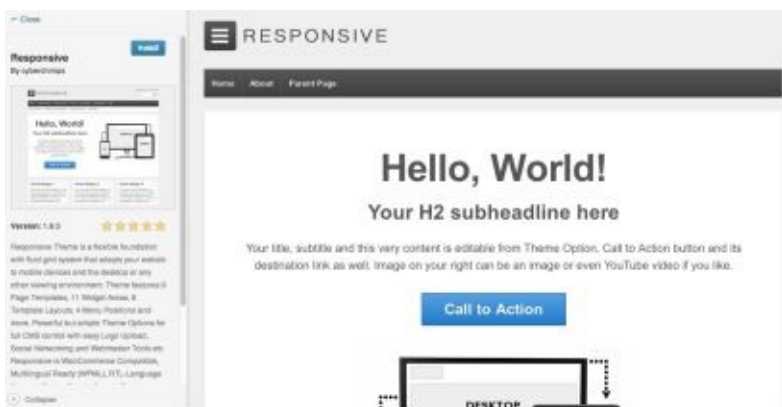 Close
Install
Responsive
By cyberchimps
Hello, World!
Your H2 subheadline here
Version: 1.9.3
Responsive Theme is a flexible foundation
with fluid grid system that adapts your website
to mobile devices and the desktop or any
other viewing environment. Theme features 9
Page Templates, 11 Widget Areas, 6
Template Layouts, 4 Menu Positions and
more. Powerful but simple Theme Options for
full CMS control with easy Logo Upload,
Social Networking and Webmaster Tools etc.
Responsive is WooCommerce Compatible,
Multilingual Ready (WPML), RTL-Language
Collapse
RESPONSIVE
Home About Parent Page
Hello, World!
Your H2 subheadline here
Your title, subtitle and this very content is editable from Theme Option. Call to Action button and its
destination link as well. Image on your right can be an image or even YouTube video if you like.
Call to Action
DESKTOP